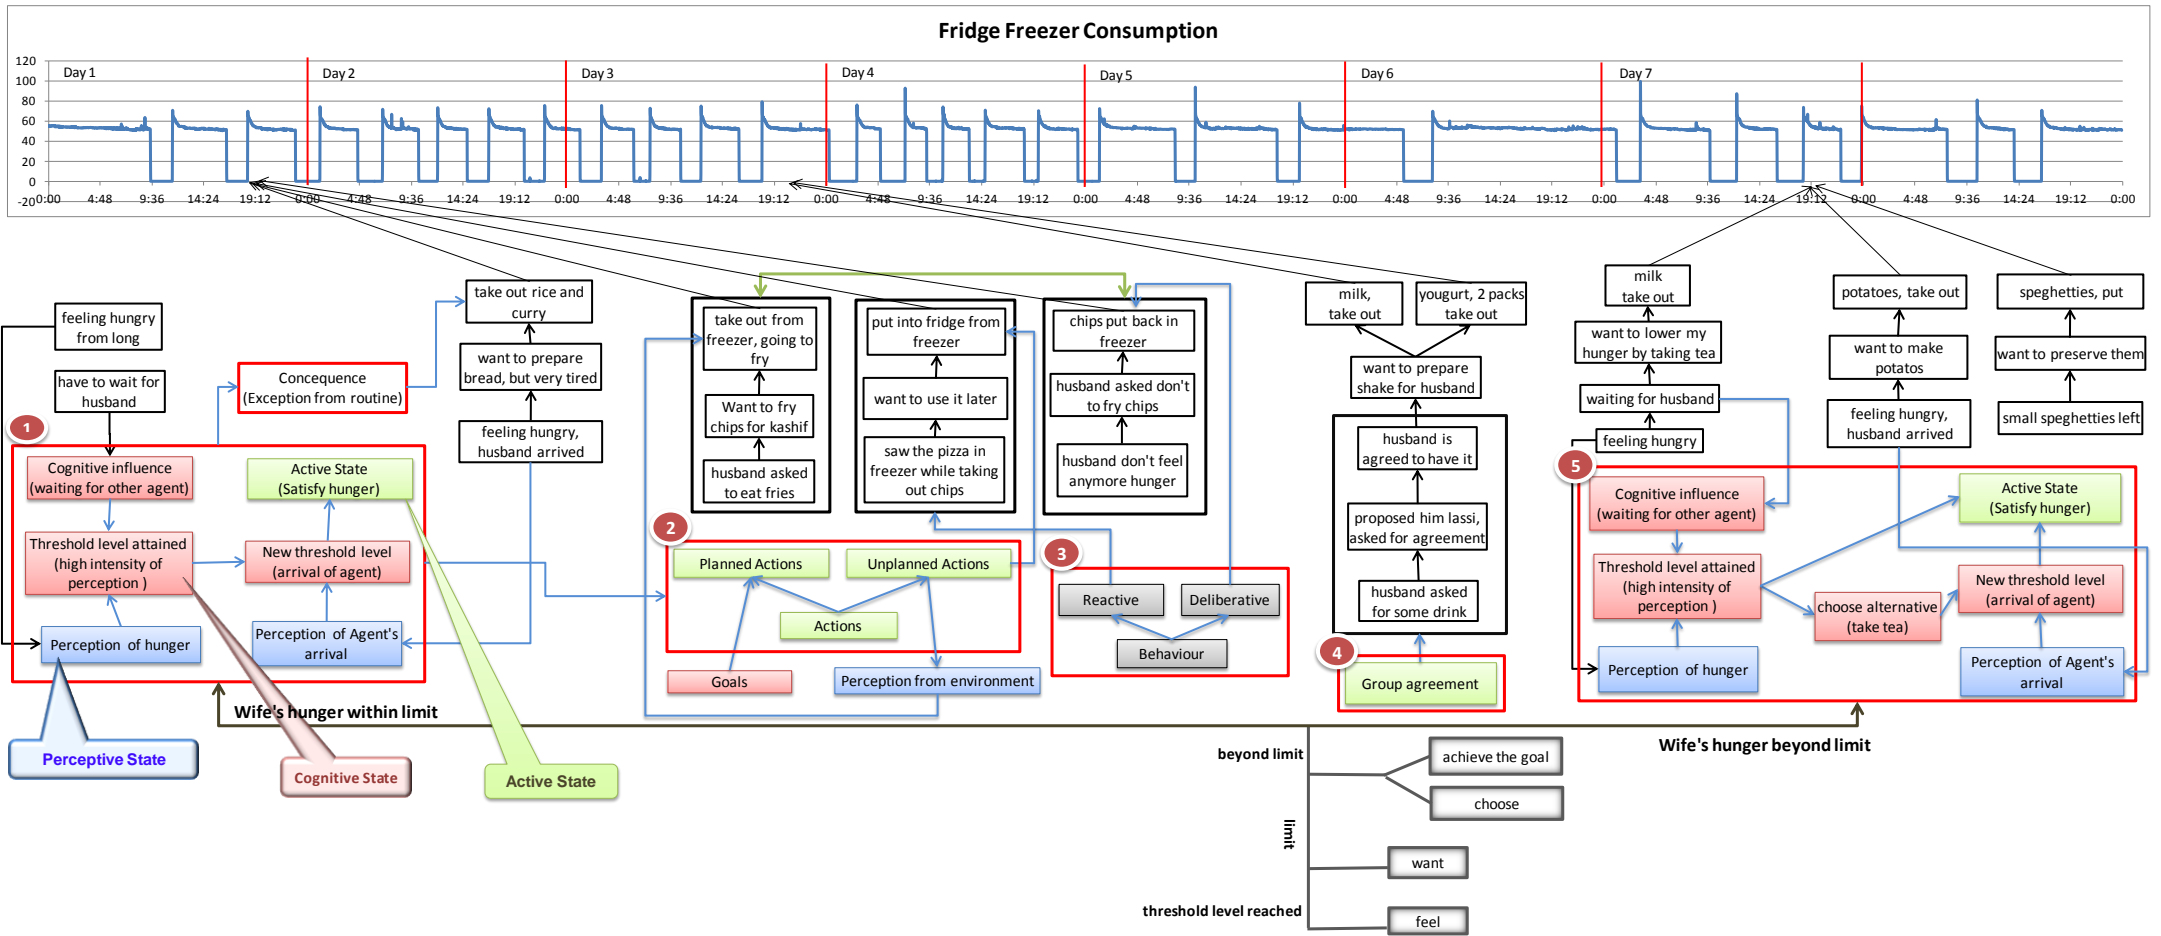 Fridge Freezer Consumption
120
100
80
60
40
20
0
-20
Day 1
Day 2
Day 3
Day 4
Day 5
Day 6
Day 7
0:00 4:48 9:36 14:24 19:12 0:00 4:48 9:36 14:24 19:12 0:00 4:48 9:36 14:24 19:12 0:00 4:48 9:36 14:24 19:12 0:00 4:48 9:36 14:24 19:12 0:00 4:48 9:36 14:24 19:12 0:00 4:48 9:36 14:24 19:12 0:00 4:48 9:36 14:24 19:12 0:00
feeling hungry
from long
have to wait for
husband
Concequence
(Exception from routine)
take out rice and
curry
want to prepare
bread, but very tired
feeling hungry,
husband arrived
1
Cognitive influence
(waiting for other agent)
Active State
(Satisfy hunger)
Threshold level attained
(high intensity of
perception )
New threshold level
(arrival of agent)
Perception of hunger
Perception of Agent's
arrival
Wife's hunger within limit
Perceptive State
Cognitive State
Active State
take out from
freezer, going to
fry
Want to fry
chips for kashif
husband asked
to eat fries
put into fridge from
freezer
want to use it later
saw the pizza in
freezer while taking
out chips
chips put back in
freezer
husband asked don't
to fry chips
husband don't feel
anymore hunger
2
Planned Actions
Unplanned Actions
Actions
Goals
Perception from environment
3
Reactive
Deliberative
Behaviour
milk,
take out
yougurt, 2 packs
take out
want to prepare
shake for husband
husband is
agreed to have it
proposed him lassi,
asked for agreement
husband asked
for some drink
4
Group agreement
milk
take out
want to lower my
hunger by taking tea
waiting for husband
feeling hungry
potatoes, take out
want to make
potatos
feeling hungry,
husband arrived
speghetties, put
want to preserve them
small speghetties left
5
Cognitive influence
(waiting for other agent)
Active State
(Satisfy hunger)
Threshold level attained
(high intensity of
perception )
choose alternative
(take tea)
New threshold level
(arrival of agent)
Perception of hunger
Perception of Agent's
arrival
Wife's hunger beyond limit
beyond limit
achieve the goal
choose
limit
want
threshold level reached
feel